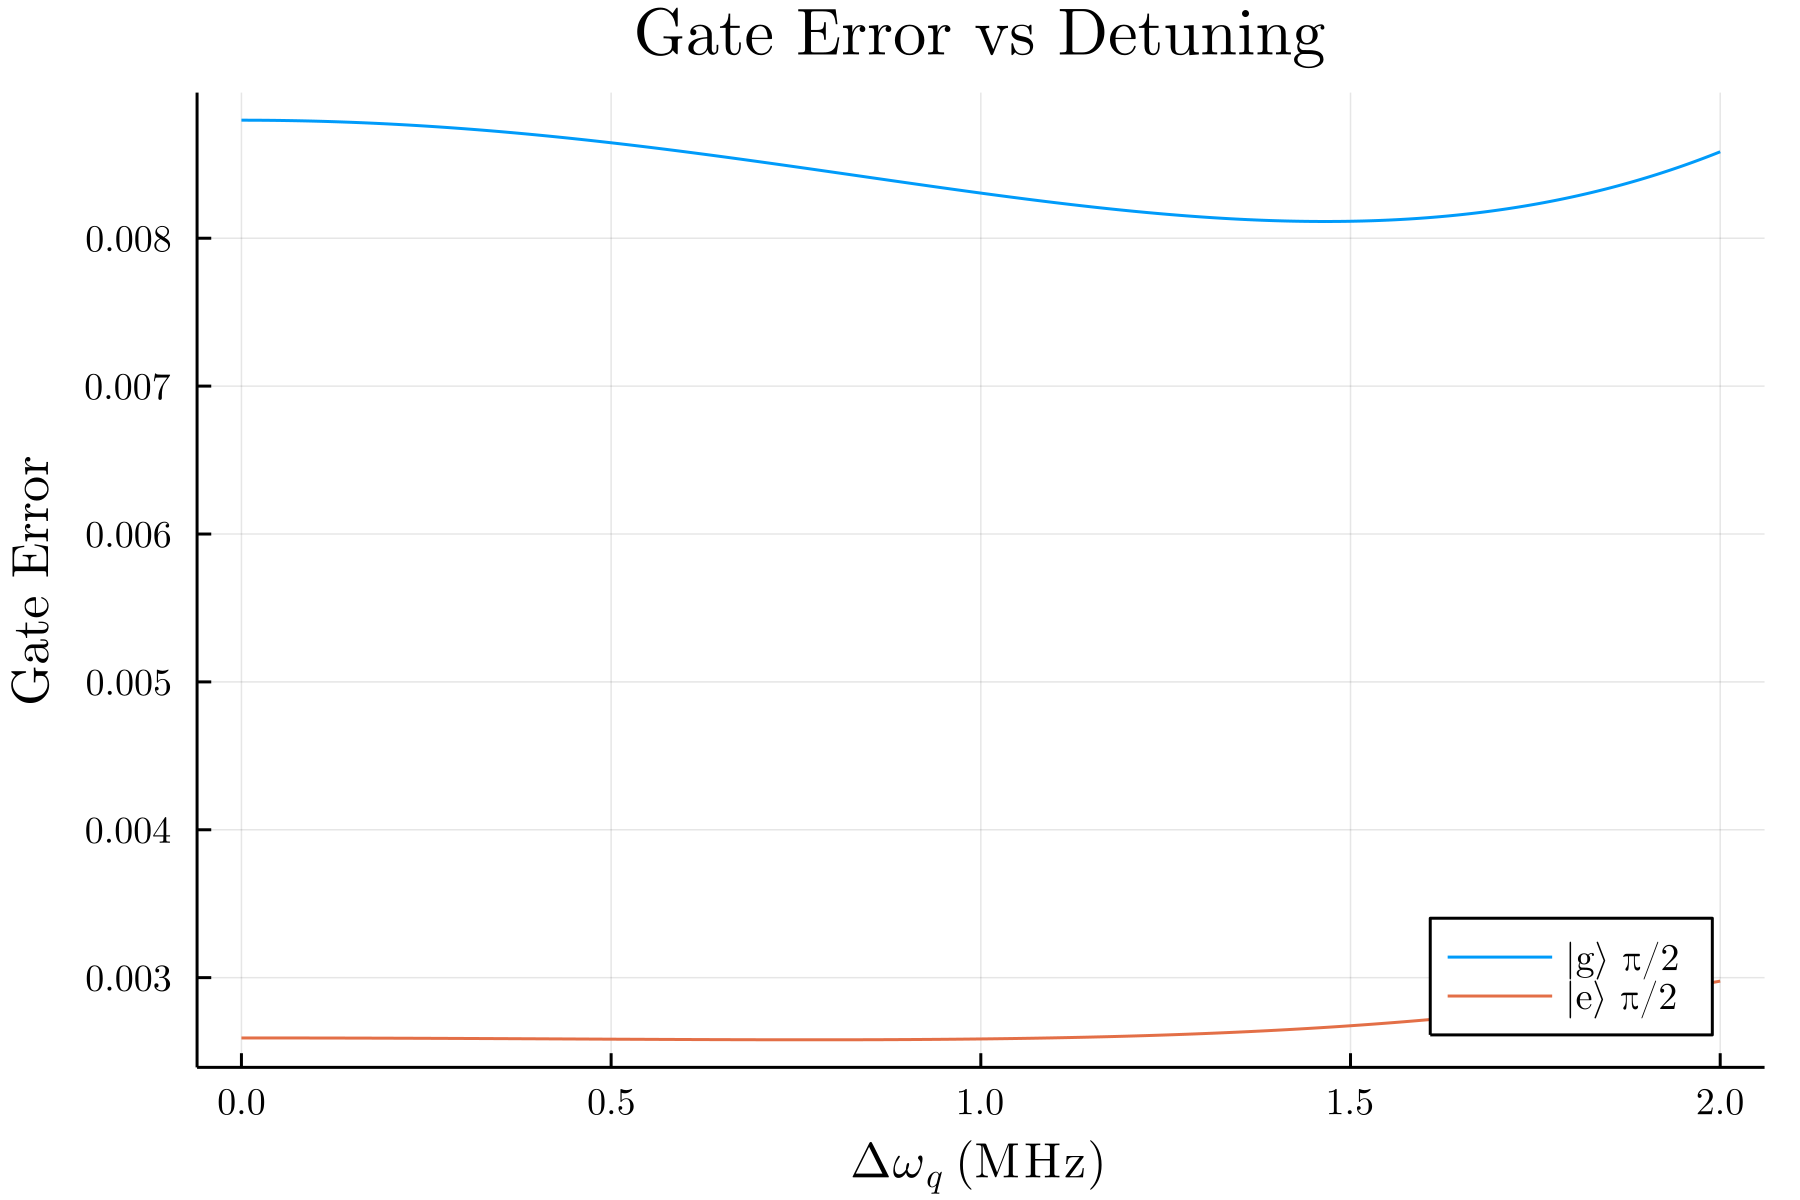 Gate Error vs Detuning
Gate Error
0.008
0.007
0.006
0.005
0.004
0.003
|g⟩ π/2
|e⟩ π/2
0.0 0.5 1.0 1.5 2.0
Δω_q (MHz)